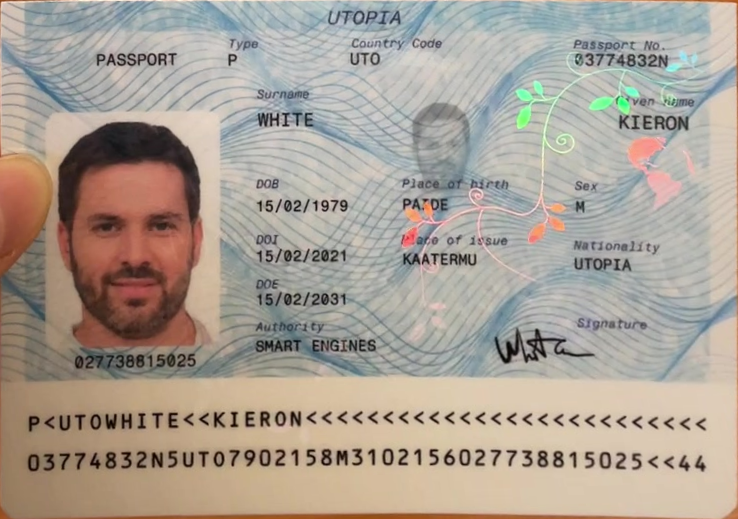 UTOPIA
PASSPORT
Type
P
Country Code
UTO
Passport No.
03774832N
Surname
WHITE
Given Name
KIERON
DOB
15/02/1979
Place of birth
PAIDE
Sex
M
DOI
15/02/2021
Place of issue
KAATERMU
Nationality
UTOPIA
DOE
15/02/2031
Authority
SMART ENGINES
Signature
027738815025
P<UTOWHITE<<KIERON<<<<<<<<<<<<<<<<<<<<<<<<<<
03774832N5UTO7902158M3102156027738815025<<44